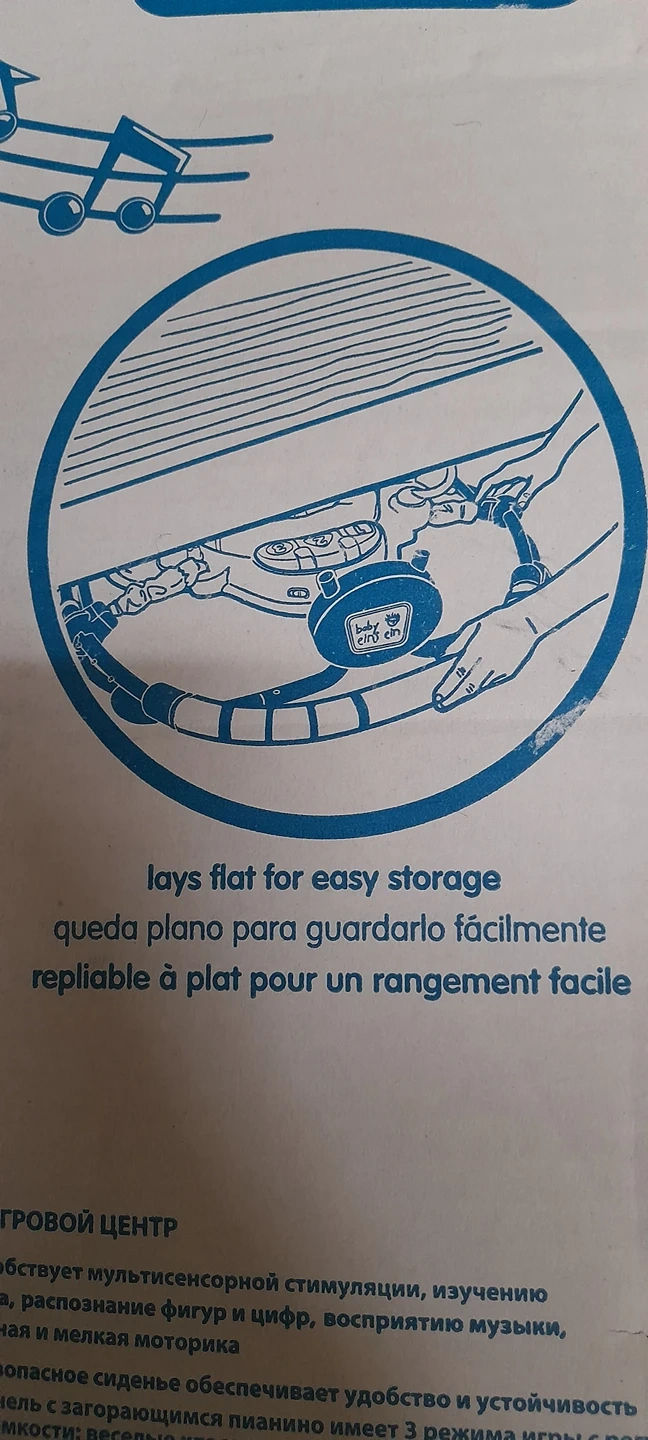 baby
einstein
lays flat for easy storage
queda plano para guardarlo fácilmente
repliable à plat pour un rangement facile
ГРОВОЙ ЦЕНТР
обствует мультисенсорной стимуляции, изучению
а, распознание фигур и цифр, восприятию музыки,
ная и мелкая моторика
зопасное сиденье обеспечивает удобство и устойчивость
нель с загорающимся пианино имеет 3 режима игры с